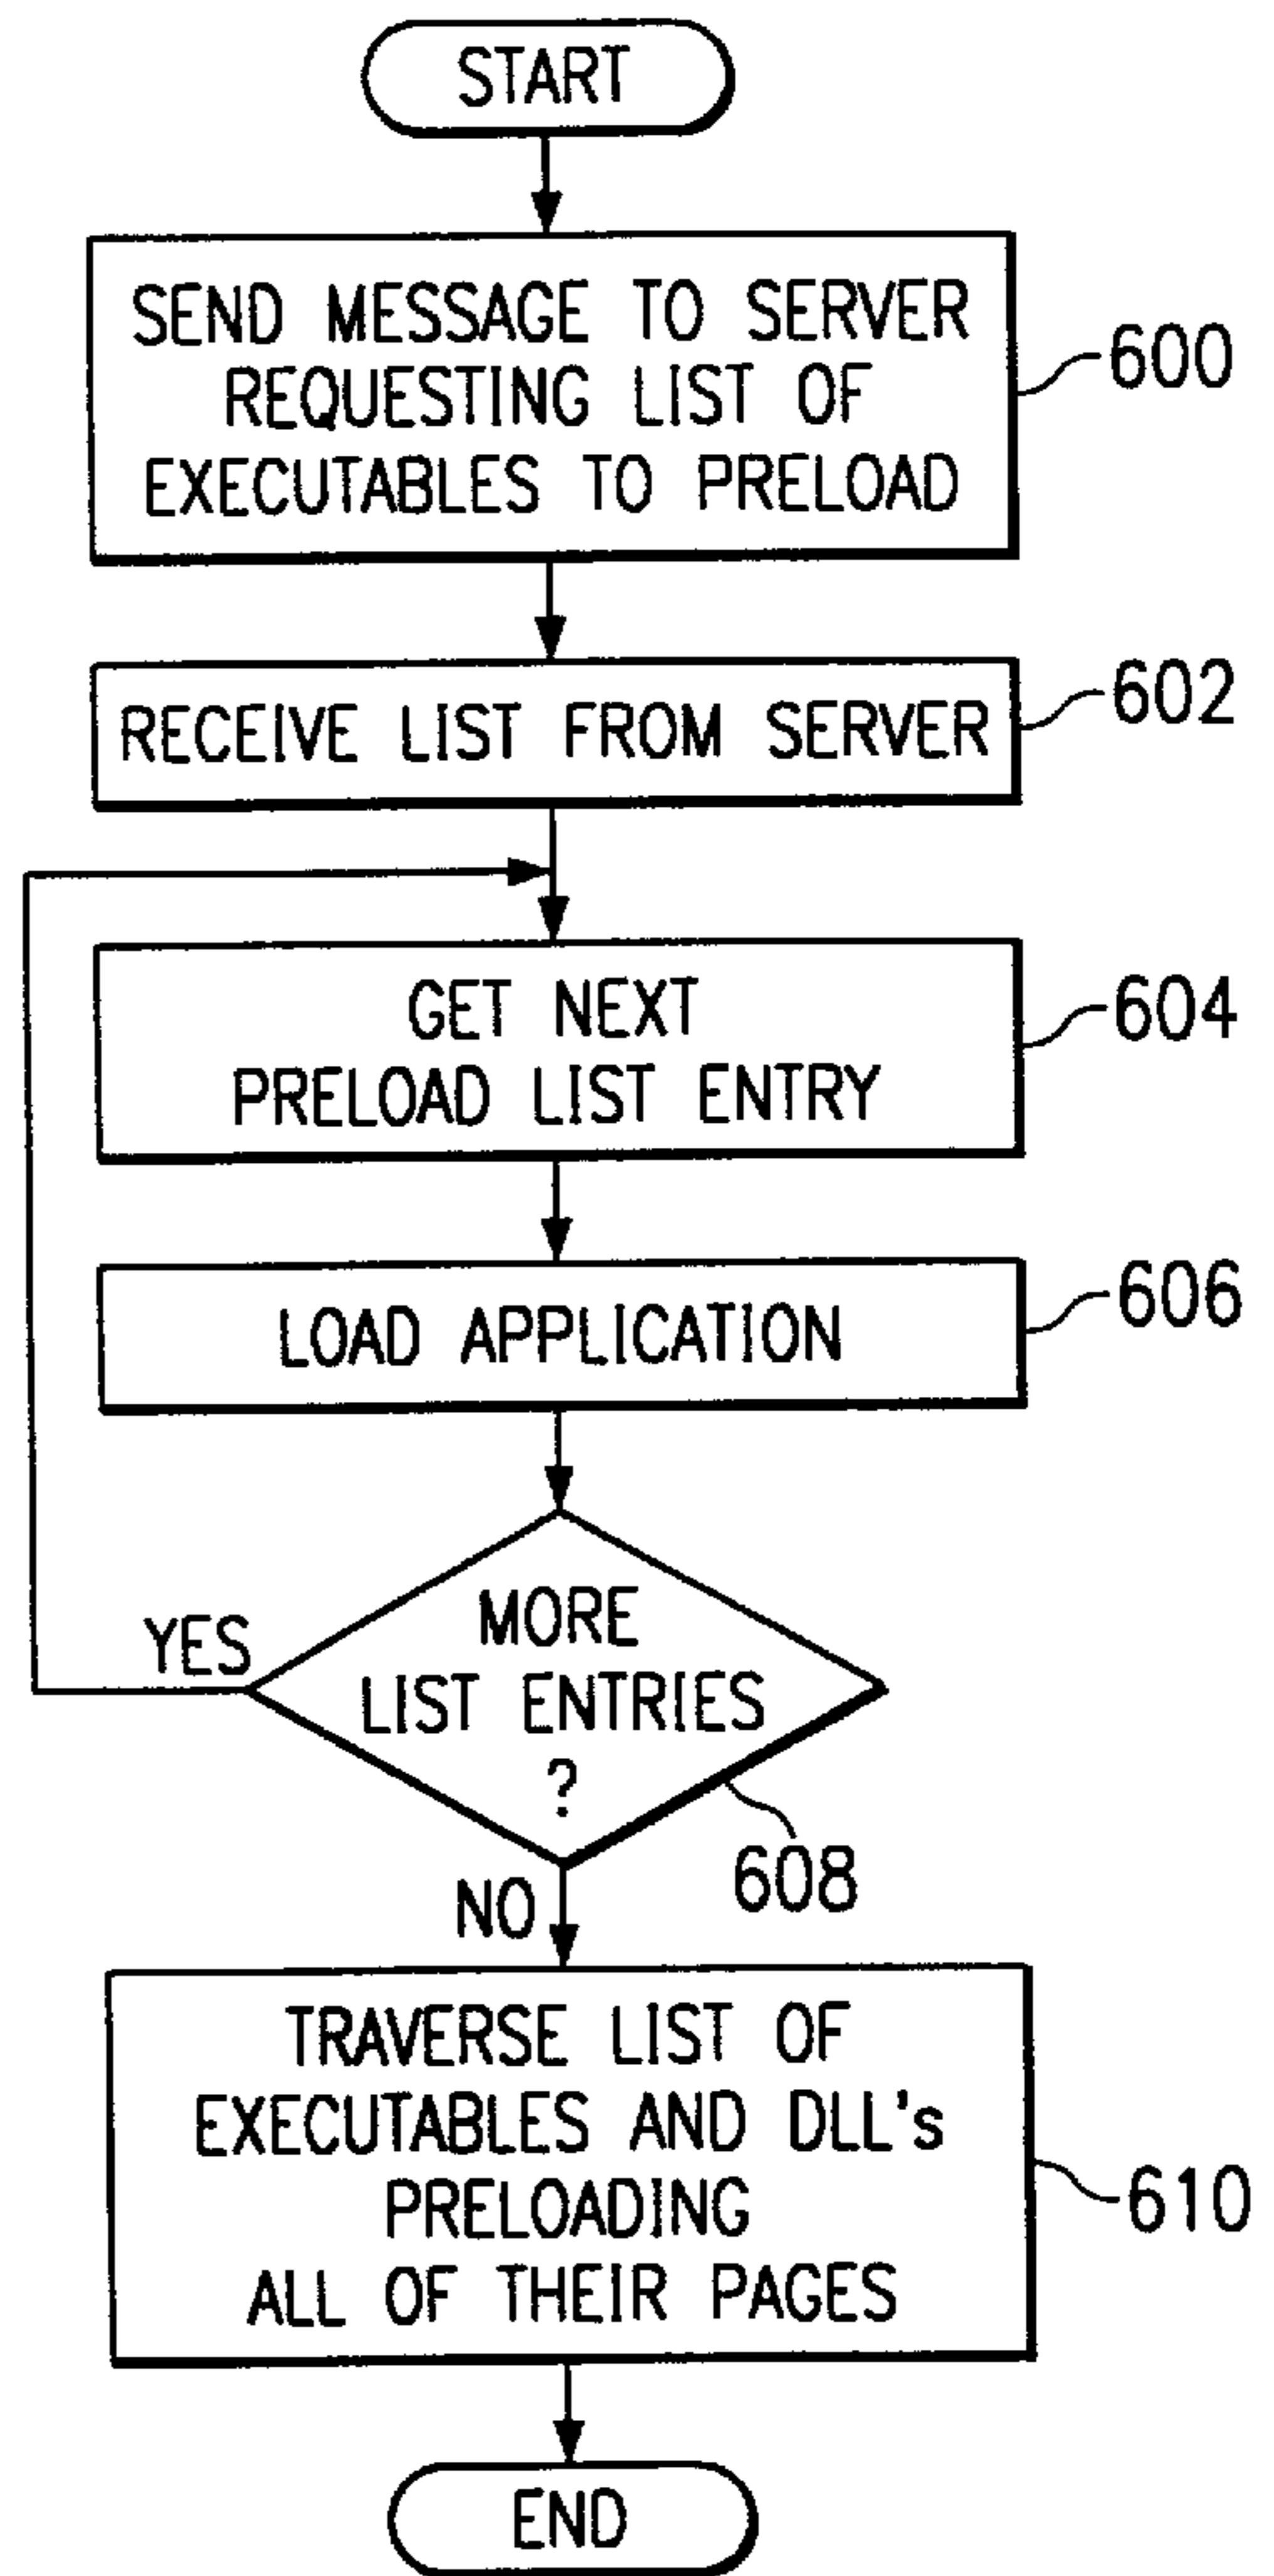 START
SEND MESSAGE TO SERVER
REQUESTING LIST OF
EXECUTABLES TO PRELOAD
600
RECEIVE LIST FROM SERVER
602
GET NEXT
PRELOAD LIST ENTRY
604
LOAD APPLICATION
606
MORE
LIST ENTRIES
?
YES
608
NO
TRAVERSE LIST OF
EXECUTABLES AND DLL's
PRELOADING
ALL OF THEIR PAGES
610
END